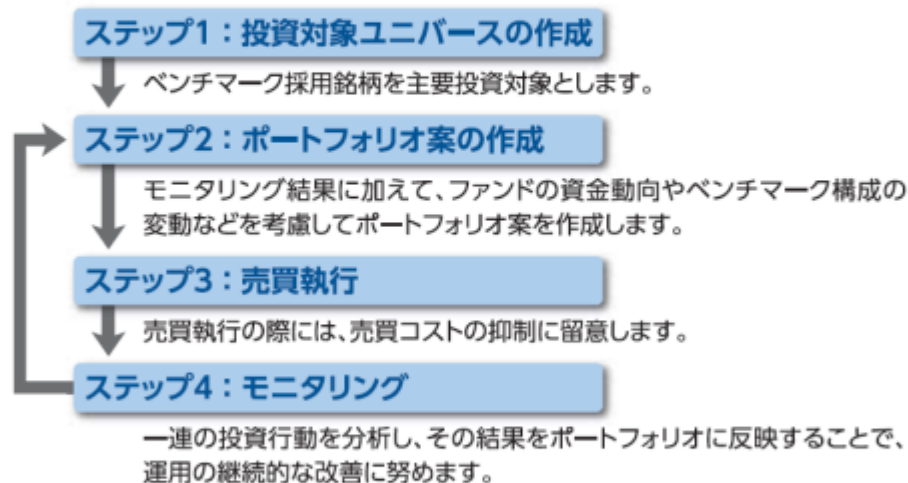 ステップ1：投資対象ユニバースの作成
ベンチマーク採用銘柄を主要投資対象とします。
ステップ2：ポートフォリオ案の作成
モニタリング結果に加えて、ファンドの資金動向やベンチマーク構成の
変動などを考慮してポートフォリオ案を作成します。
ステップ3：売買執行
売買執行の際には、売買コストの抑制に留意します。
ステップ4：モニタリング
一連の投資行動を分析し、その結果をポートフォリオに反映することで、
運用の継続的な改善に努めます。